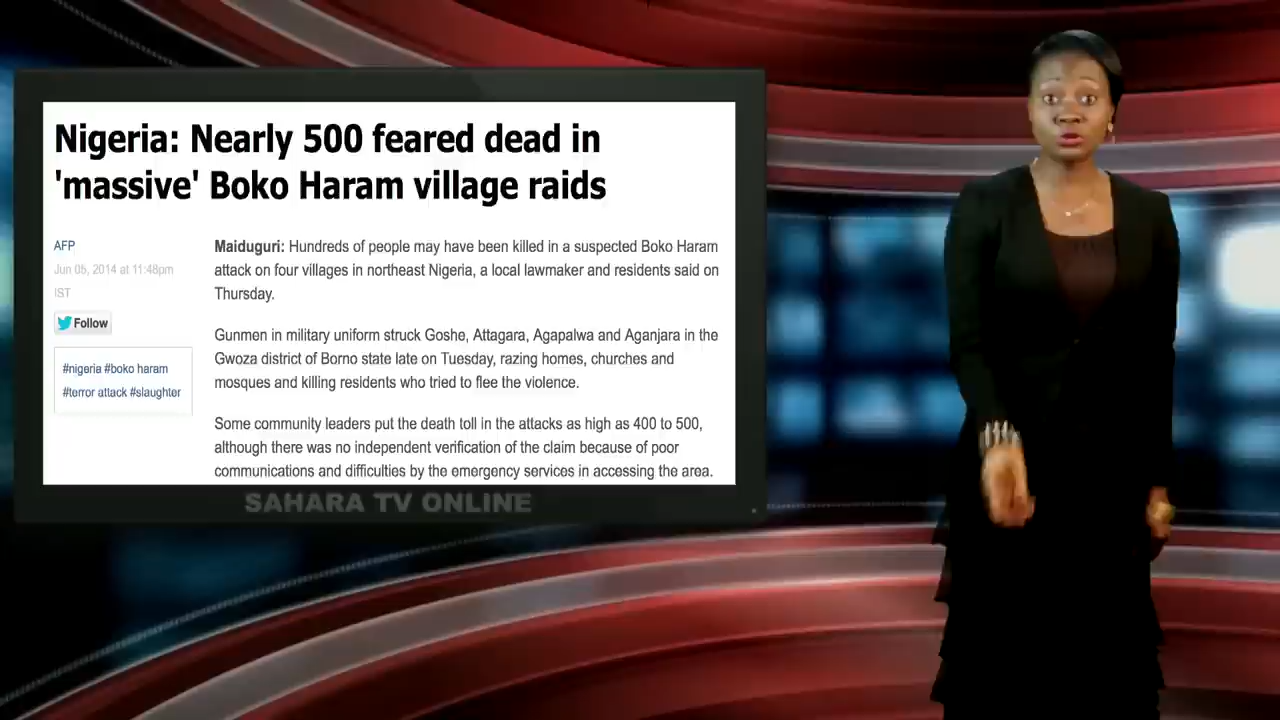 Nigeria: Nearly 500 feared dead in
'massive' Boko Haram village raids
AFP
Jun 05, 2014 at 11:48pm
IST
Follow
#nigeria #boko haram
#terror attack #slaughter
Maiduguri: Hundreds of people may have been killed in a suspected Boko Haram
attack on four villages in northeast Nigeria, a local lawmaker and residents said on
Thursday.
Gunmen in military uniform struck Goshe, Attagara, Agapalwa and Aganjara in the
Gwoza district of Borno state late on Tuesday, razing homes, churches and
mosques and killing residents who tried to flee the violence.
Some community leaders put the death toll in the attacks as high as 400 to 500,
although there was no independent verification of the claim because of poor
communications and difficulties by the emergency services in accessing the area.
SAHARA TV ONLINE